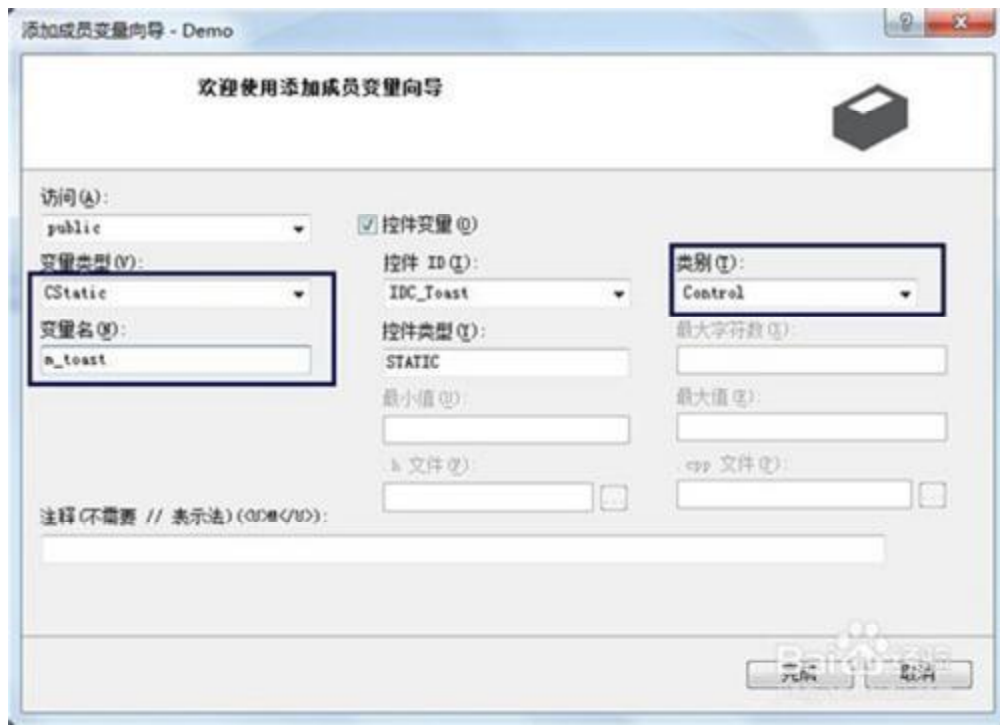 添加成员变量向导 - Demo
欢迎使用添加成员变量向导
访问(A):
public
控件变量(O)
变量类型(V):
控件 ID(I):
类别(T):
CStatic
IDC_Toast
Control
变量名(N):
控件类型(Y):
最大字符数(X):
m_toast
STATIC
最小值(U):
最大值(E):
.h 文件(F):
.cpp 文件(P):
注释(不需要 // 表示法)(<U>M</U>):
Baidu 经验
完成
取消